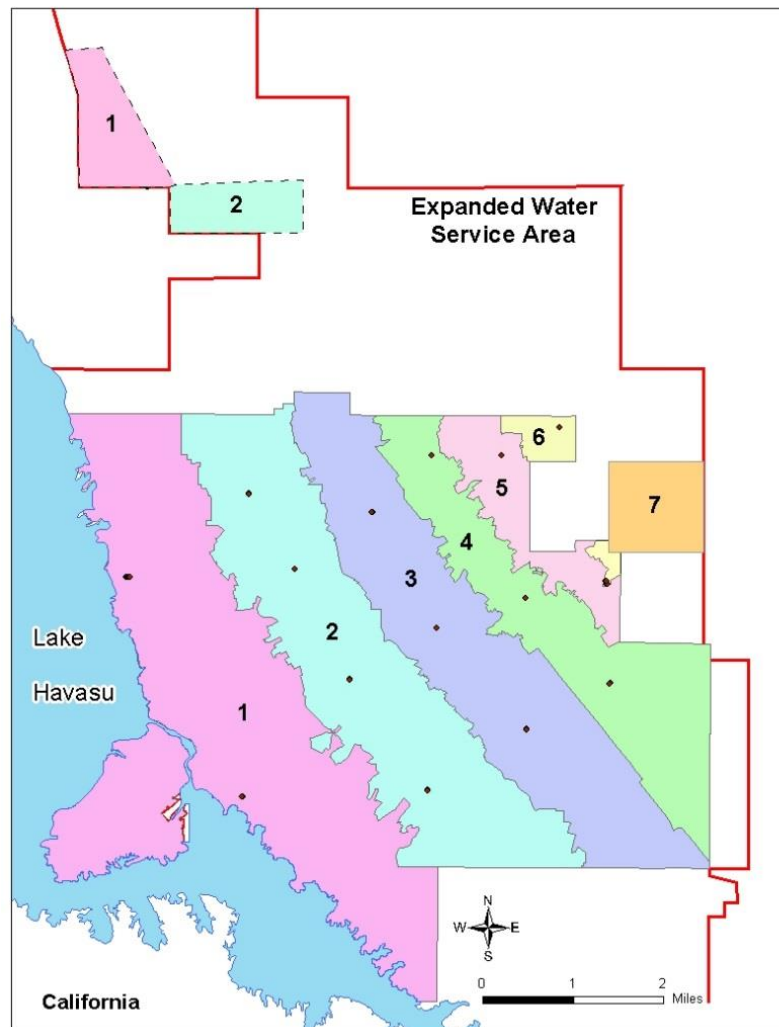 1
2
Expanded Water
Service Area
6
5
7
4
3
Lake
2
Havasu
1
N
W E
S
0 1 2
Miles
California